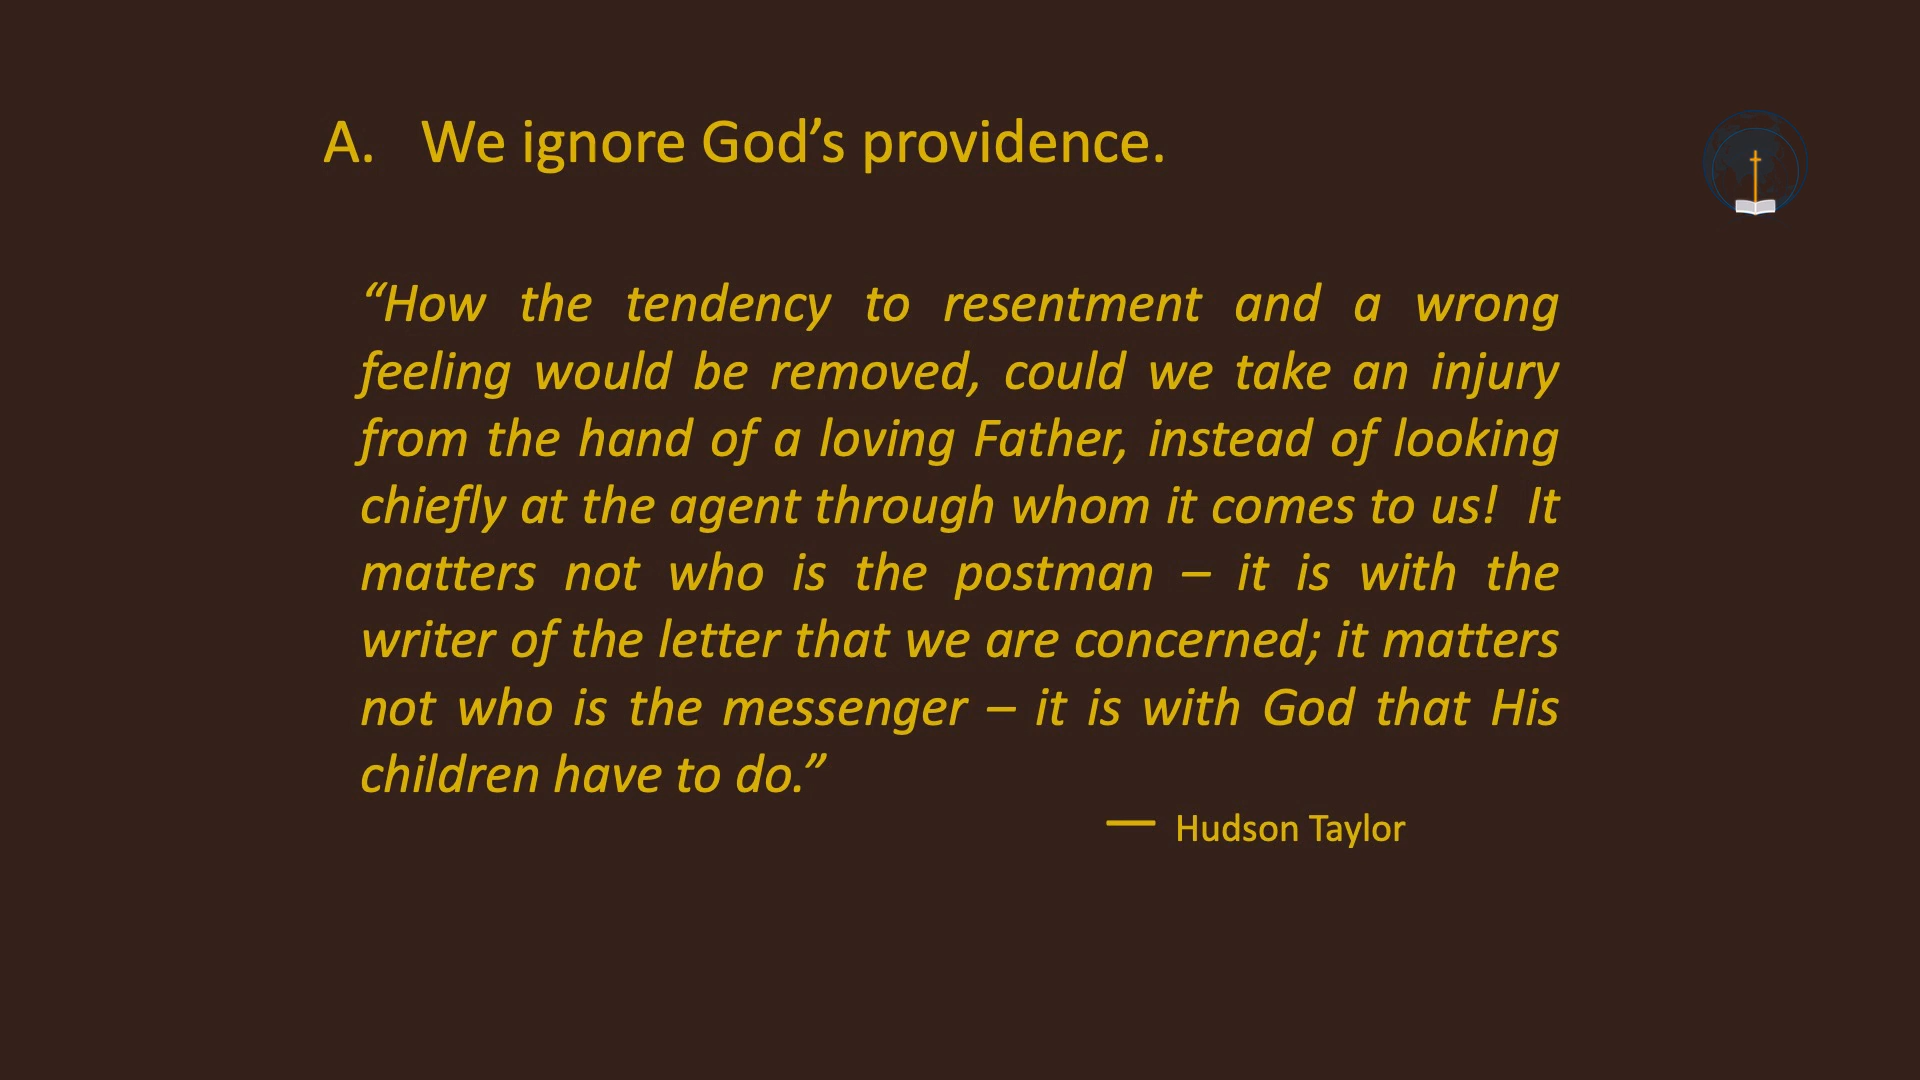 A. We ignore God’s providence.
“How the tendency to resentment and a wrong
feeling would be removed, could we take an injury
from the hand of a loving Father, instead of looking
chiefly at the agent through whom it comes to us!  It
matters not who is the postman – it is with the
writer of the letter that we are concerned; it matters
not who is the messenger – it is with God that His
children have to do.”
— Hudson Taylor